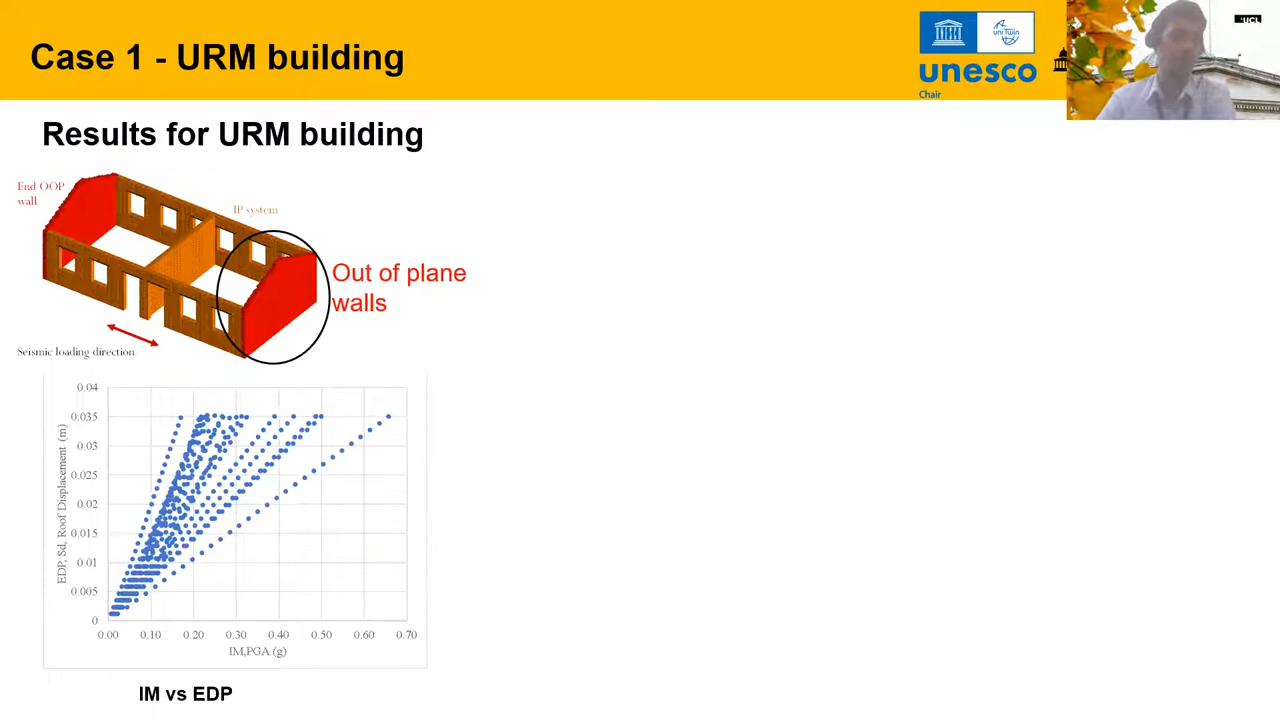 Case 1 - URM building
unesco
Chair
UNITWIN
UCL
Results for URM building
End OOP
wall
IP system
Out of plane
walls
Seismic loading direction
EDP, Sd, Roof Displacement (m)
0.04
0.035
0.03
0.025
0.02
0.015
0.01
0.005
0
0.00 0.10 0.20 0.30 0.40 0.50 0.60 0.70
IM,PGA (g)
IM vs EDP